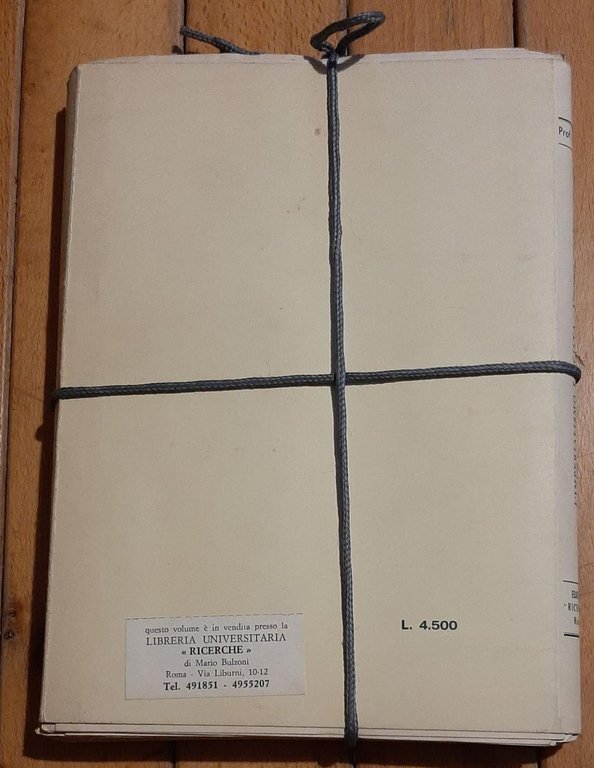 Prof
L. 4.500
questo volume è in vendita presso la
LIBRERIA UNIVERSITARIA
« RICERCHE »
di Mario Bulzoni
Roma - Via Liburni, 10-12
Tel. 491851 - 4955207